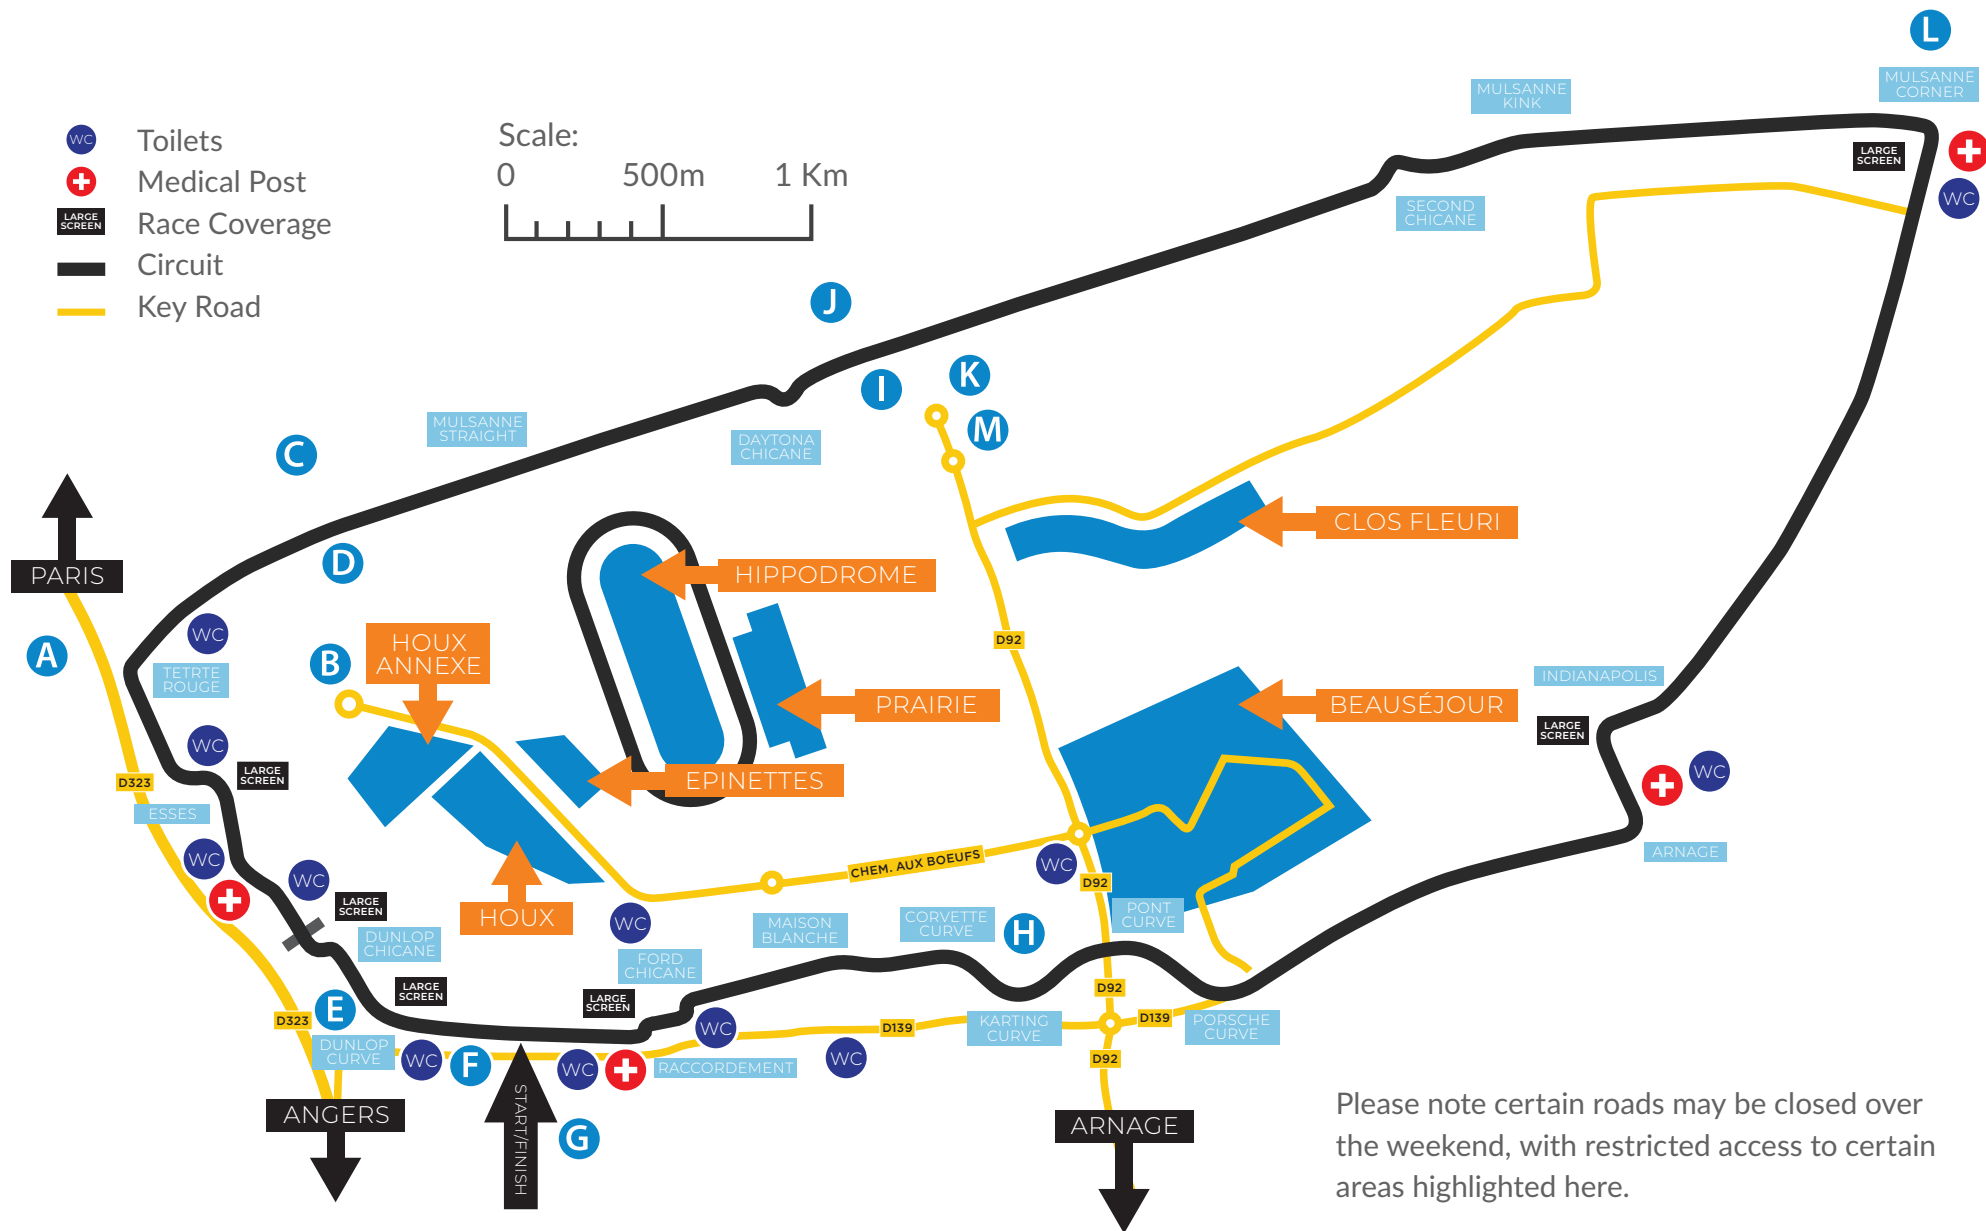 L
MULSANNE
CORNER
MULSANNE
KINK
WC
Toilets
Medical Post
LARGE
SCREEN
Race Coverage
Circuit
Key Road
Scale:
0
500m
1 Km
LARGE
SCREEN
WC
SECOND
CHICANE
J
K
I
M
MULSANNE
STRAIGHT
DAYTONA
CHICANE
C
PARIS
D
HIPPODROME
CLOS FLEURI
A
WC
TETRTE
ROUGE
B
HOUX
ANNEXE
D92
PRAIRIE
BEAUSÉJOUR
INDIANAPOLIS
LARGE
SCREEN
WC
WC
LARGE
SCREEN
D323
ESSES
EPINETTES
ARNAGE
WC
WC
LARGE
SCREEN
CHEM. AUX BOEUFS
WC
D92
DUNLOP
CHICANE
HOUX
WC
FORD
CHICANE
MAISON
BLANCHE
CORVETTE
CURVE
H
PONT
CURVE
LARGE
SCREEN
LARGE
SCREEN
D92
E
D323
WC
D139
KARTING
CURVE
D139
PORSCHE
CURVE
DUNLOP
CURVE
WC
F
WC
RACCORDEMENT
WC
D92
ANGERS
START/FINISH
G
ARNAGE
Please note certain roads may be closed over
the weekend, with restricted access to certain
areas highlighted here.